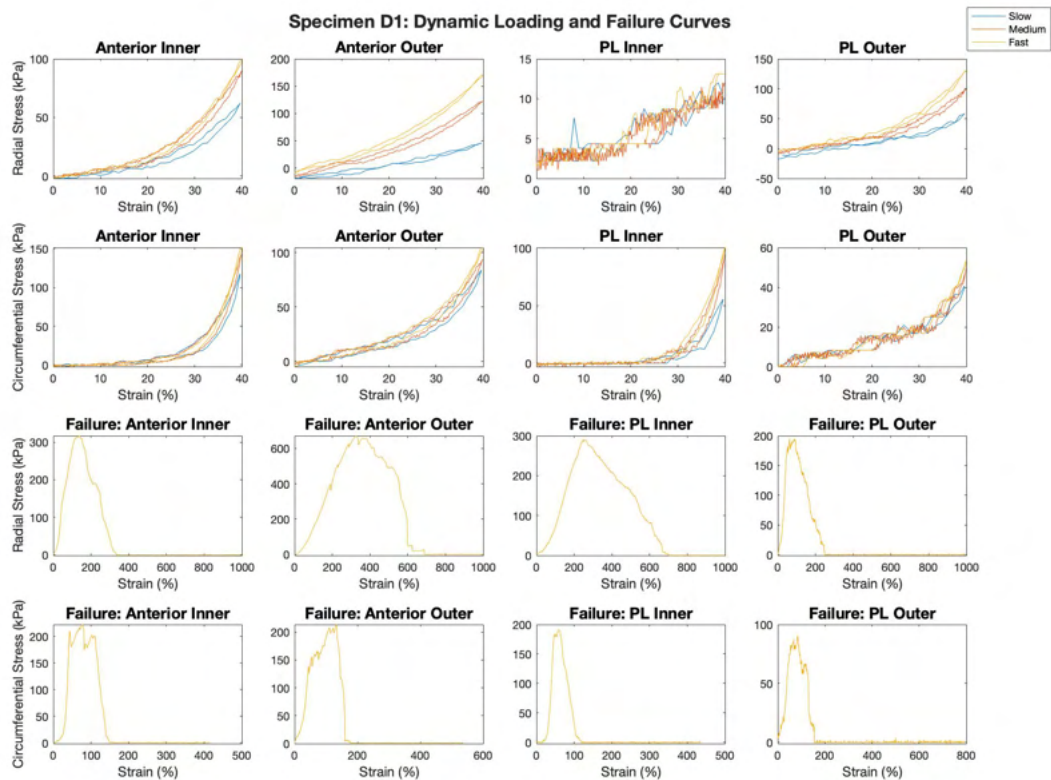 Specimen D1: Dynamic Loading and Failure Curves
Slow
Medium
Fast
Anterior Inner
Anterior Outer
PL Inner
PL Outer
Radial Stress (kPa)
100
50
0
0 10 20 30 40
Strain (%)
200
150
100
50
0
0 10 20 30 40
Strain (%)
15
10
5
0
0 10 20 30 40
Strain (%)
150
100
50
0
-50
0 10 20 30 40
Strain (%)
Anterior Inner
Anterior Outer
PL Inner
PL Outer
Circumferential Stress (kPa)
150
100
50
0
0 10 20 30 40
Strain (%)
100
50
0
0 10 20 30 40
Strain (%)
100
50
0
0 10 20 30 40
Strain (%)
60
40
20
0
0 10 20 30 40
Strain (%)
Failure: Anterior Inner
Failure: Anterior Outer
Failure: PL Inner
Failure: PL Outer
Radial Stress (kPa)
300
200
100
0
0 200 400 600 800 1000
Strain (%)
600
400
200
0
0 200 400 600 800 1000
Strain (%)
300
200
100
0
0 200 400 600 800 1000
Strain (%)
200
150
100
50
0
0 200 400 600 800 1000
Strain (%)
Failure: Anterior Inner
Failure: Anterior Outer
Failure: PL Inner
Failure: PL Outer
Circumferential Stress (kPa)
200
150
100
50
0
0 100 200 300 400 500
Strain (%)
200
150
100
50
0
0 200 400 600
Strain (%)
200
150
100
50
0
0 100 200 300 400 500
Strain (%)
100
50
0
0 200 400 600 800
Strain (%)